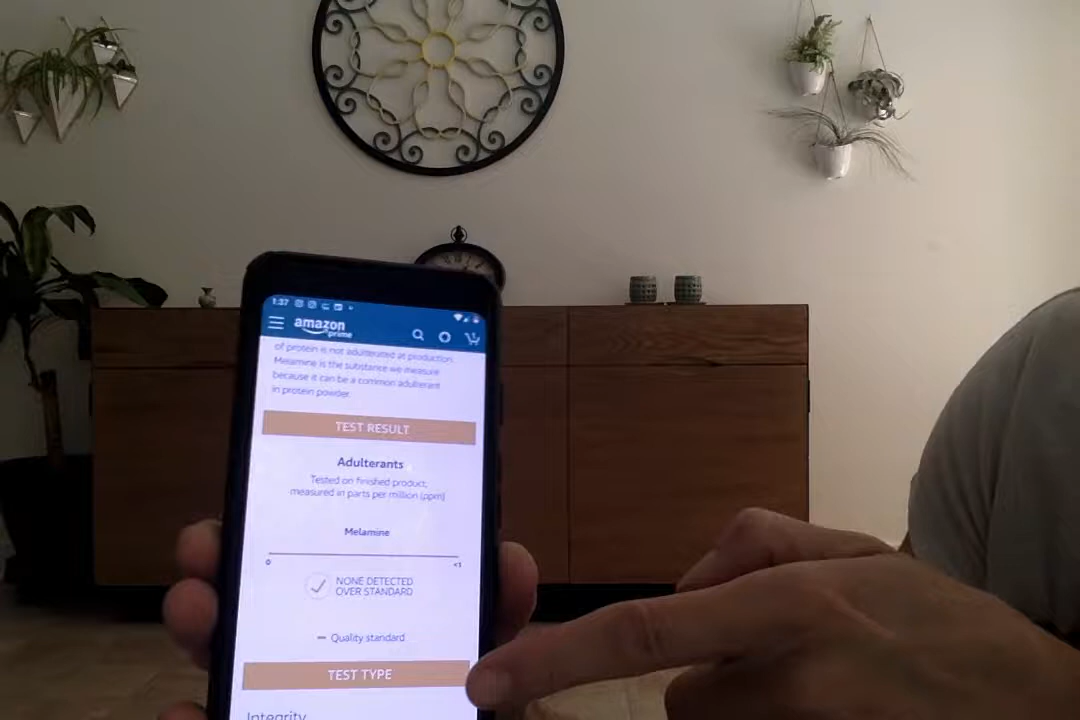 1:37
amazon
prime
of protein is not adulterated at production.
Melamine is the substance we measure
because it can be a common adulterant
in protein powder.
TEST RESULT
Adulterants
Tested on finished product,
measured in parts per million (ppm)
Melamine
0 <1
NONE DETECTED
OVER STANDARD
Quality standard
TEST TYPE
Integrity